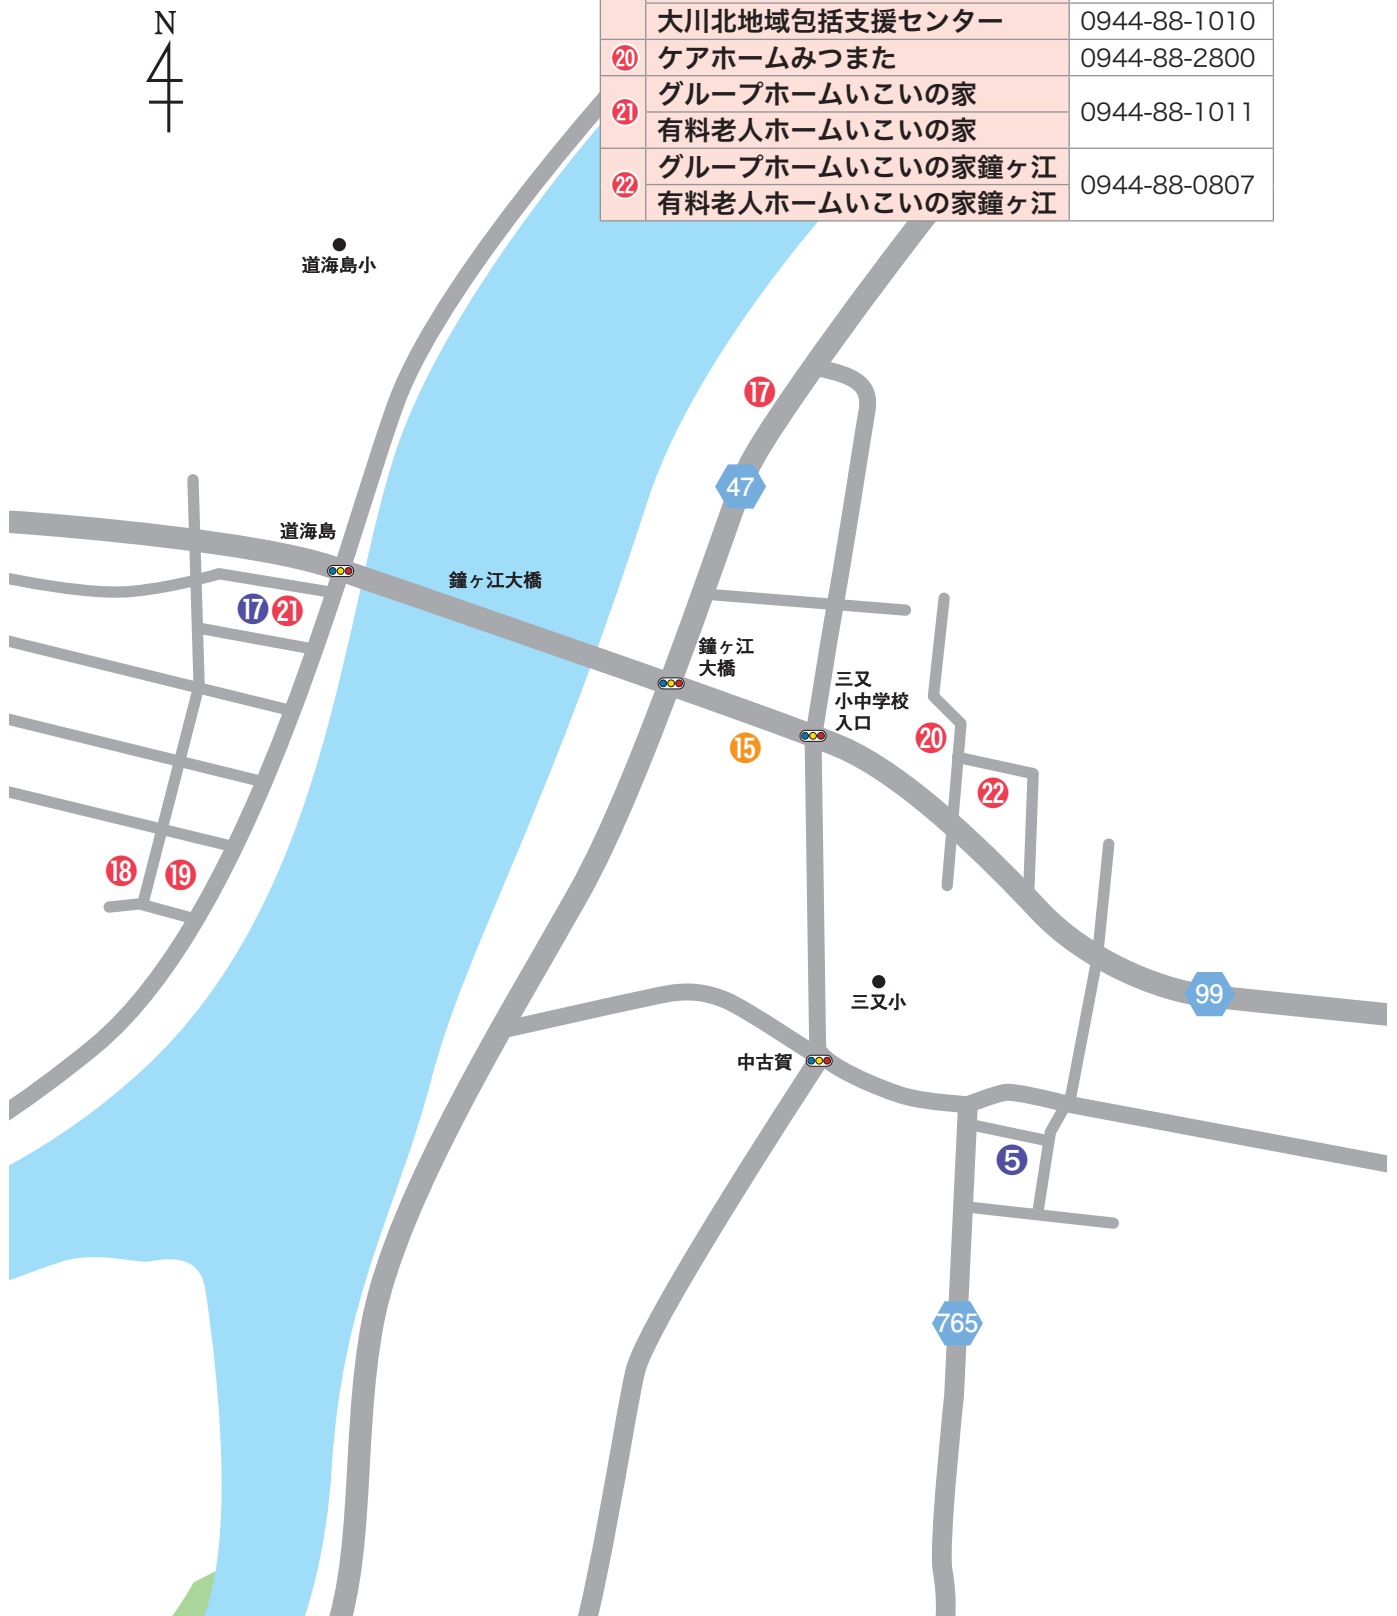 N
大川北地域包括支援センター 0944-88-1010
⑳ ケアホームみつまた 0944-88-2800
㉑ グループホームいこいの家 0944-88-1011
有料老人ホームいこいの家
㉒ グループホームいこいの家鐘ヶ江 0944-88-0807
有料老人ホームいこいの家鐘ヶ江
道海島小
⑰
47
道海島
鐘ヶ江大橋
⑰ ㉑
鐘ヶ江
大橋
三又
小中学校
入口
⑮
⑳
㉒
⑱ ⑲
三又小
99
中古賀
❺
765